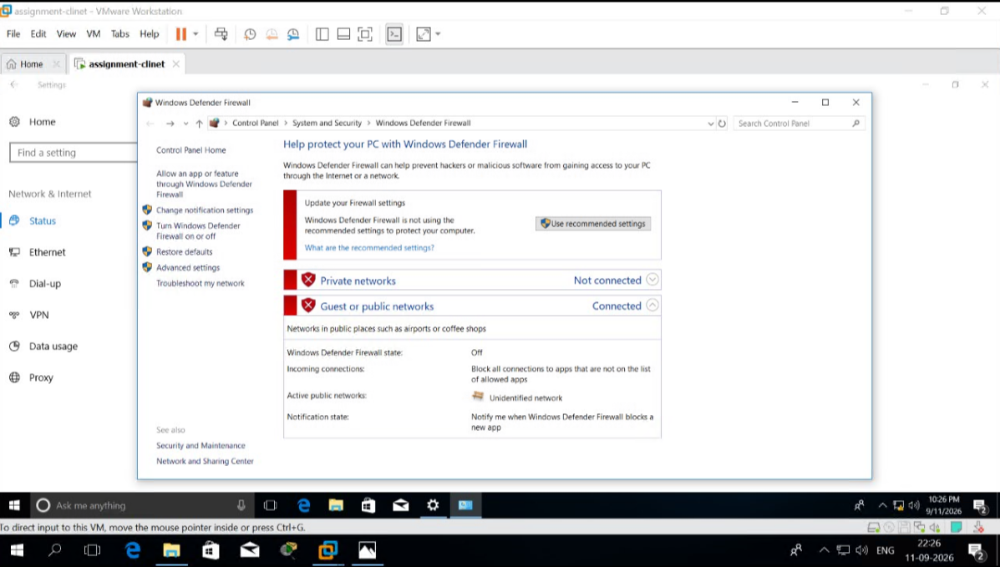 assignment-clinet - VMware Workstation
File Edit View VM Tabs Help
Home
assignment-clinet
Settings
Windows Defender Firewall
Control Panel > System and Security > Windows Defender Firewall
Search Control Panel
Home
Find a setting
Network & Internet
Status
Ethernet
Dial-up
VPN
Data usage
Proxy
Control Panel Home
Allow an app or feature
through Windows Defender
Firewall
Change notification settings
Turn Windows Defender
Firewall on or off
Restore defaults
Advanced settings
Troubleshoot my network
See also
Security and Maintenance
Network and Sharing Center
Help protect your PC with Windows Defender Firewall
Windows Defender Firewall can help prevent hackers or malicious software from gaining access to your PC
through the Internet or a network.
Update your Firewall settings
Windows Defender Firewall is not using the
recommended settings to protect your computer.
Use recommended settings
What are the recommended settings?
Private networks Not connected
Guest or public networks Connected
Networks in public places such as airports or coffee shops
Windows Defender Firewall state: Off
Incoming connections: Block all connections to apps that are not on the list
of allowed apps
Active public networks: Unidentified network
Notification state: Notify me when Windows Defender Firewall blocks a
new app
Ask me anything
10:26 PM
9/11/2026
2
To direct input to this VM, move the mouse pointer inside or press Ctrl+G.
ENG
22:26
11-09-2026
2